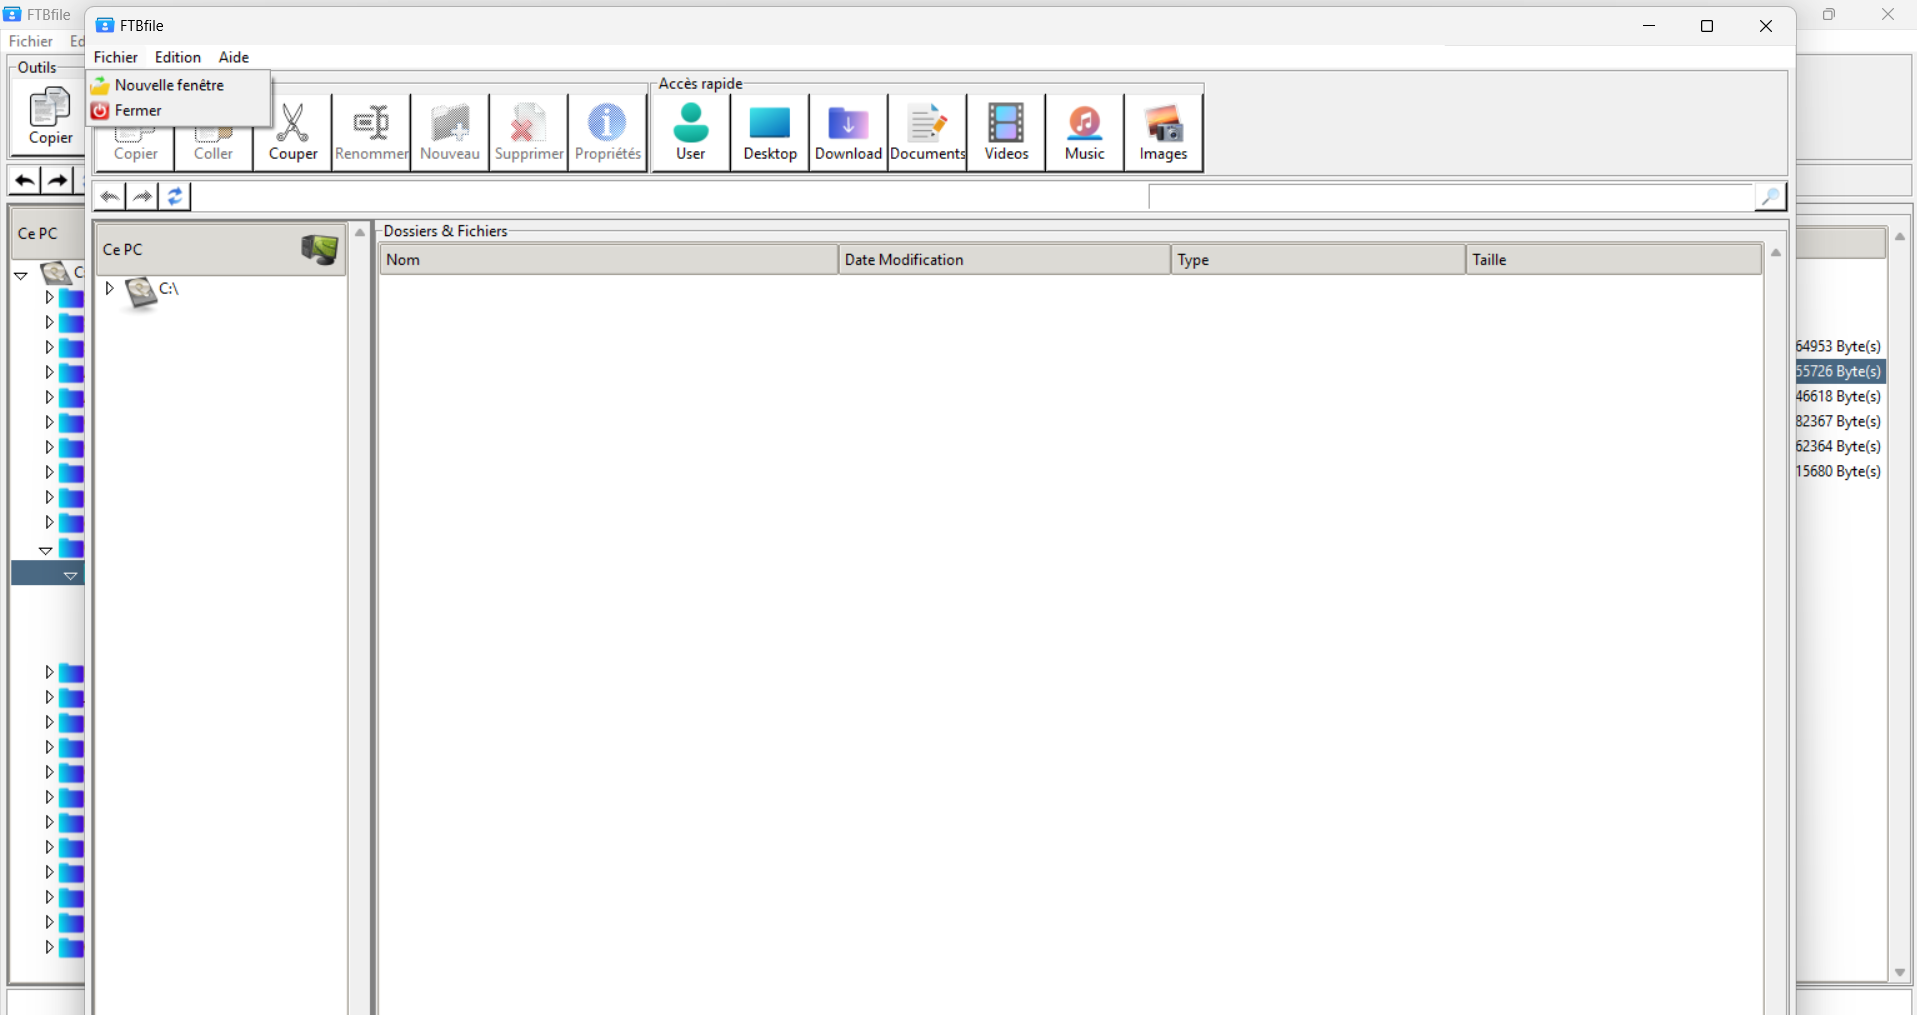 FTBfile
Fichier Ed
Outils
Copier
Ce PC
FTBfile
Fichier Edition Aide
Nouvelle fenêtre
Fermer
Copier Coller Couper Renommer Nouveau Supprimer Propriétés
Accès rapide
User Desktop Download Documents Videos Music Images
Ce PC
C:\
Dossiers & Fichiers
Nom Date Modification Type Taille
64953 Byte(s)
55726 Byte(s)
46618 Byte(s)
82367 Byte(s)
62364 Byte(s)
15680 Byte(s)